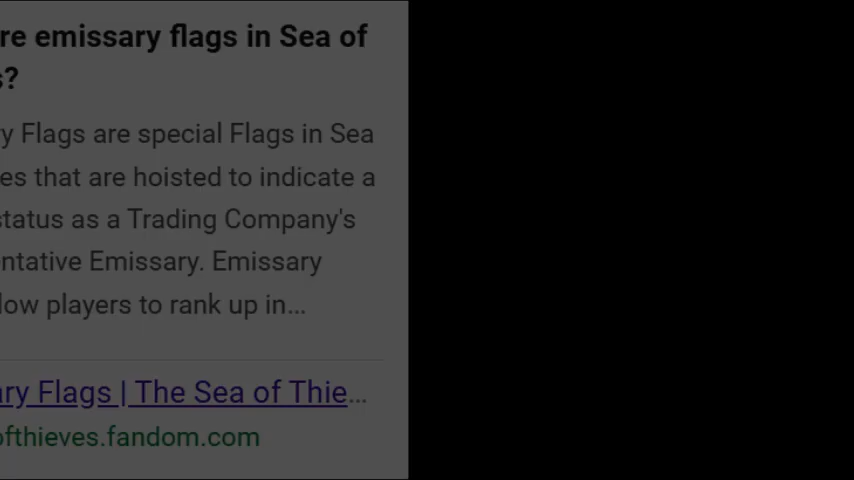 re emissary flags in Sea of
s?
y Flags are special Flags in Sea
es that are hoisted to indicate a
status as a Trading Company's
entative Emissary. Emissary
low players to rank up in...
ary Flags | The Sea of Thie...
ofthieves.fandom.com